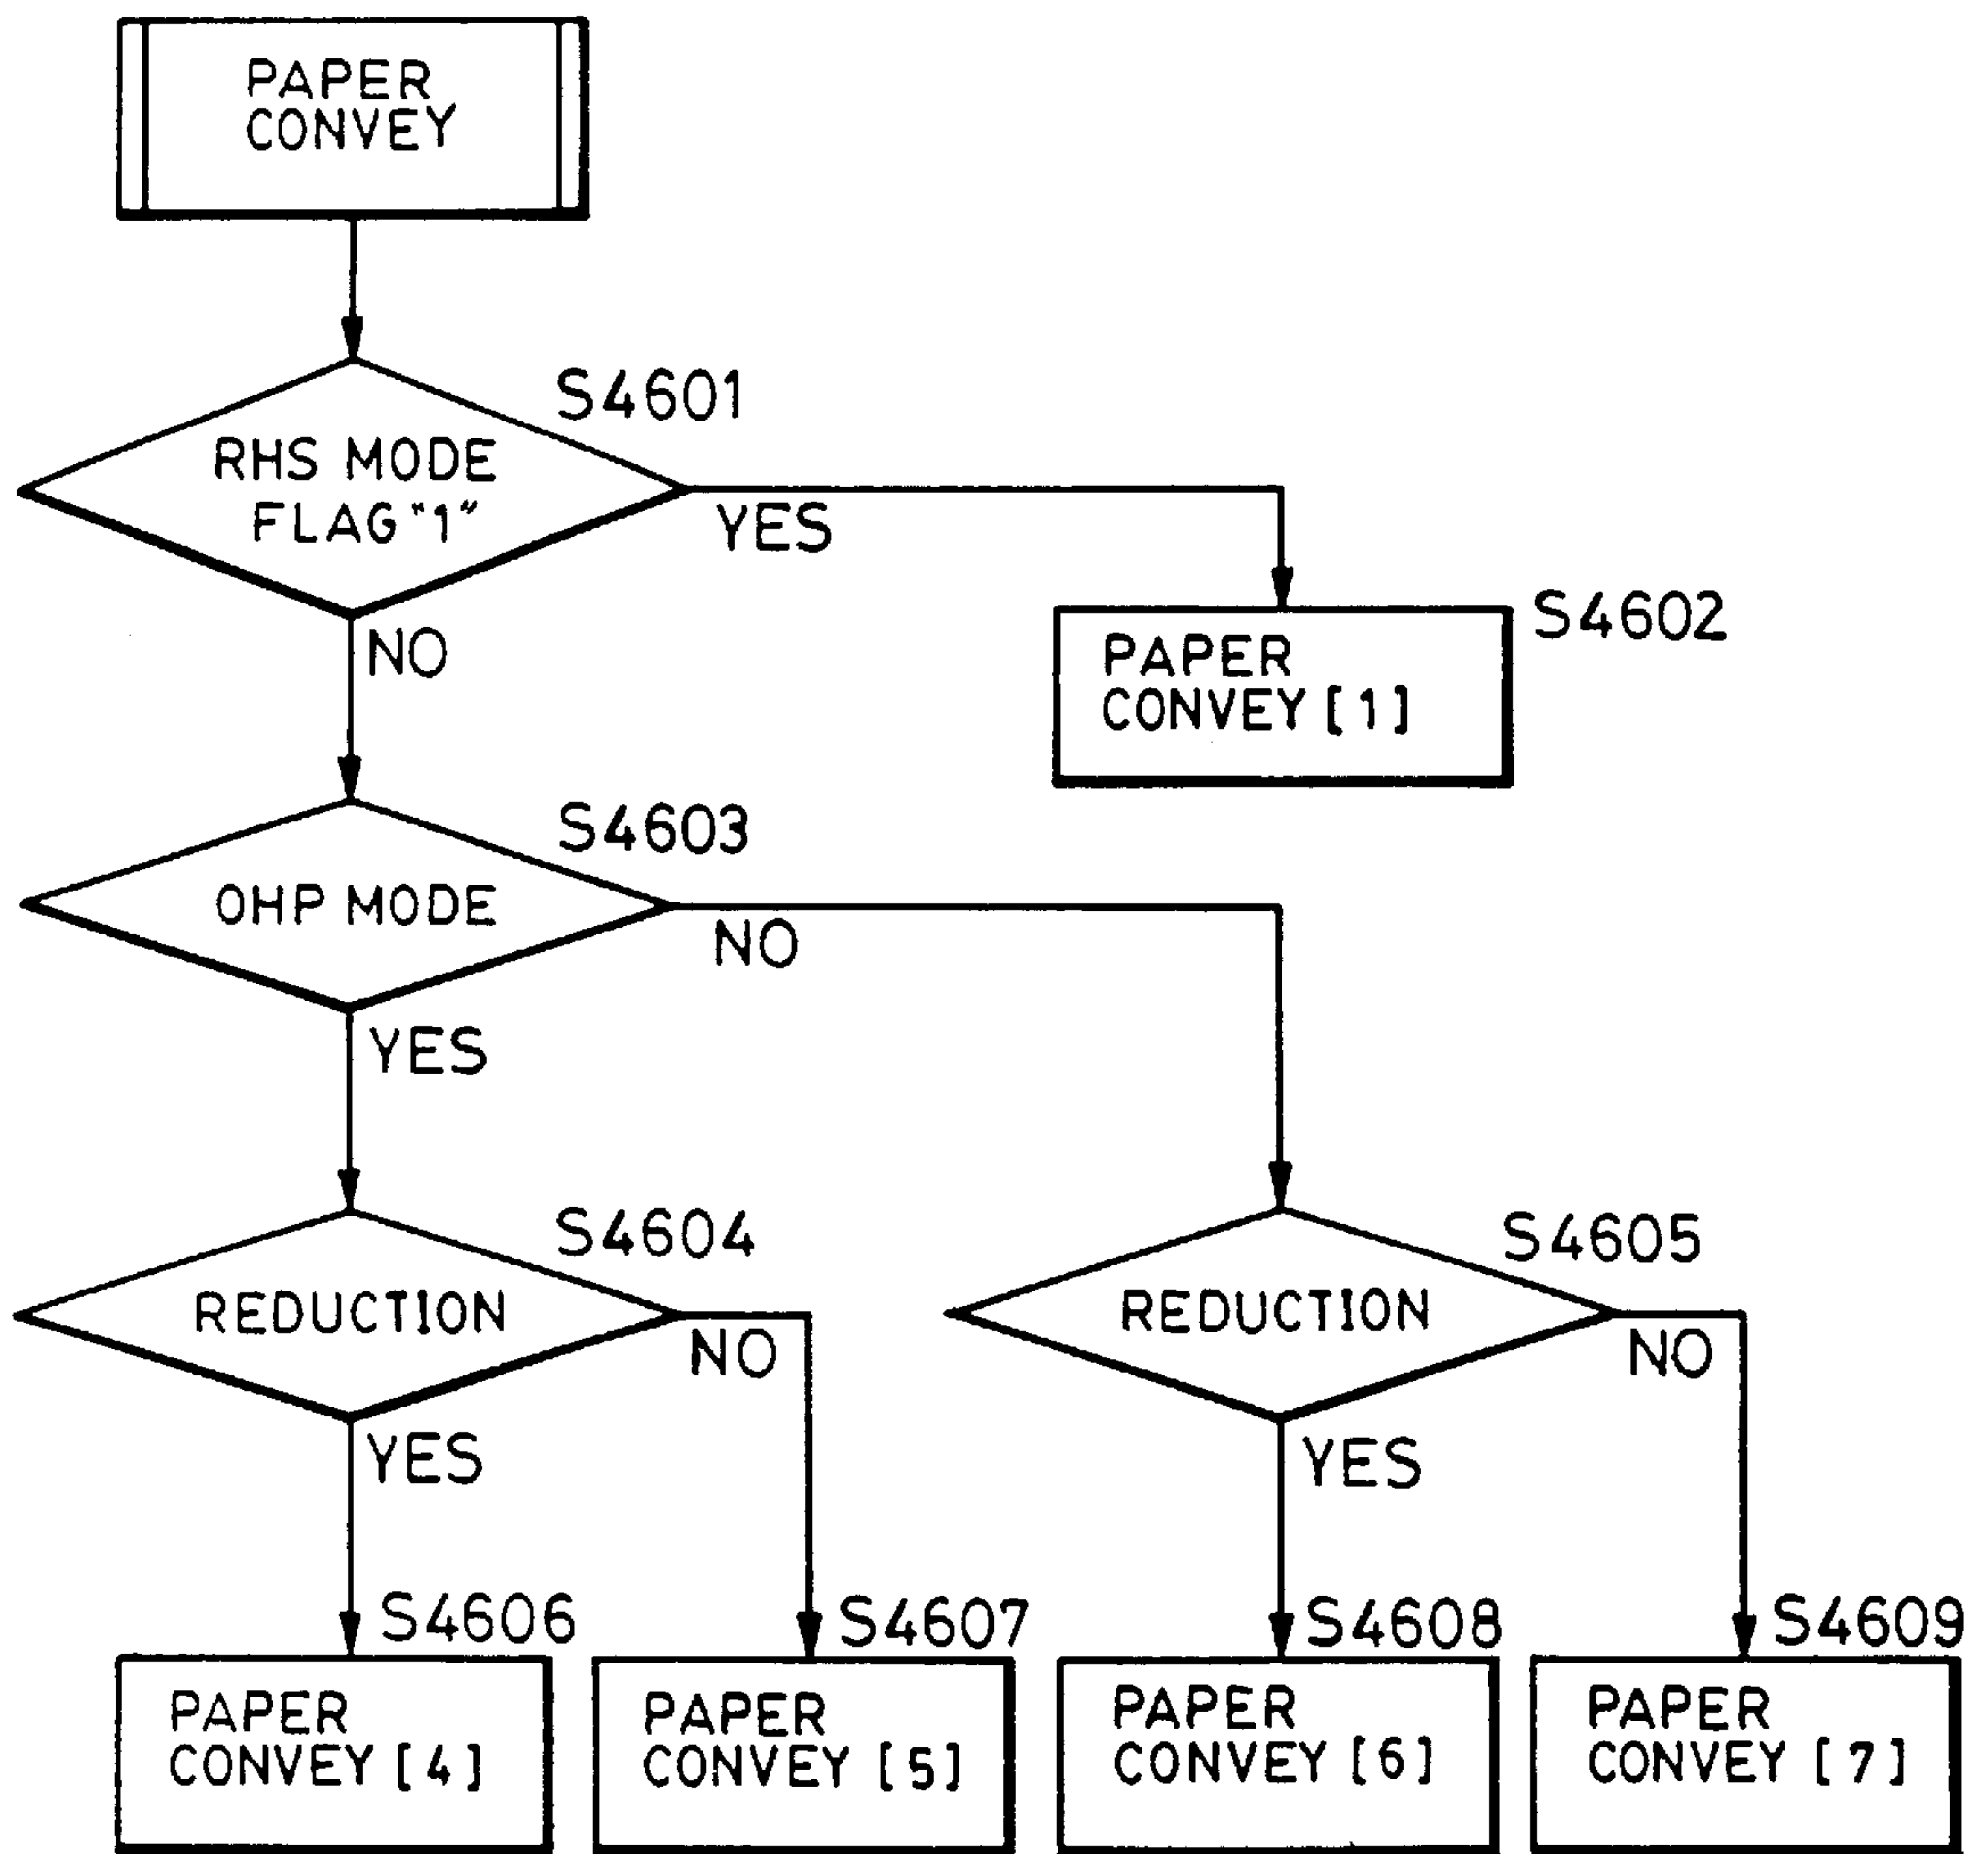 PAPER
CONVEY
S4601
RHS MODE
FLAG "1"
YES
NO
S4602
PAPER
CONVEY [1]
S4603
OHP MODE
NO
YES
S4604
REDUCTION
NO
YES
S4605
REDUCTION
NO
YES
S4606
PAPER
CONVEY [4]
S4607
PAPER
CONVEY [5]
S4608
PAPER
CONVEY [6]
S4609
PAPER
CONVEY [7]